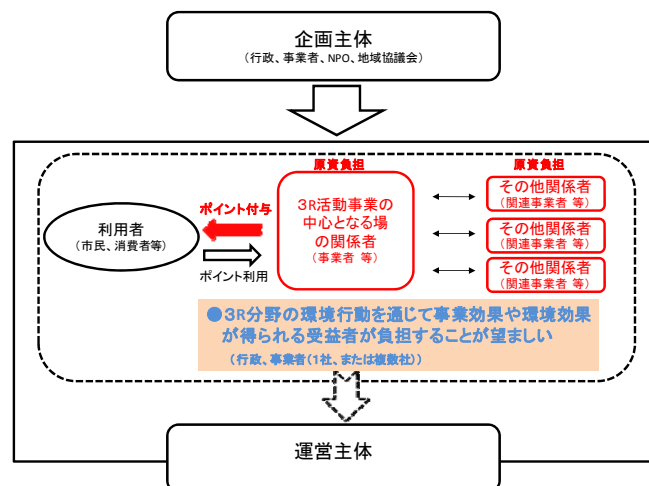 企画主体
（行政、事業者、NPO、地域協議会）
原資負担
原資負担
利用者
（市民、消費者等）
ポイント付与
ポイント利用
３R活動事業の
中心となる場
の関係者
（事業者 等）
その他関係者
（関連事業者 等）
その他関係者
（関連事業者 等）
その他関係者
（関連事業者 等）
●３R分野の環境行動を通じて事業効果や環境効果
が得られる受益者が負担することが望ましい
（行政、事業者（1社、または複数社））
運営主体